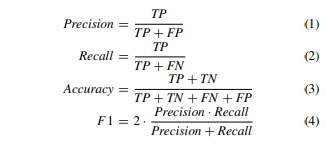 Precision = TP / TP + FP (1)
Recall = TP / TP + FN (2)
Accuracy = TP + TN / TP + TN + FN + FP (3)
F1 = 2 · Precision · Recall / Precision + Recall (4)